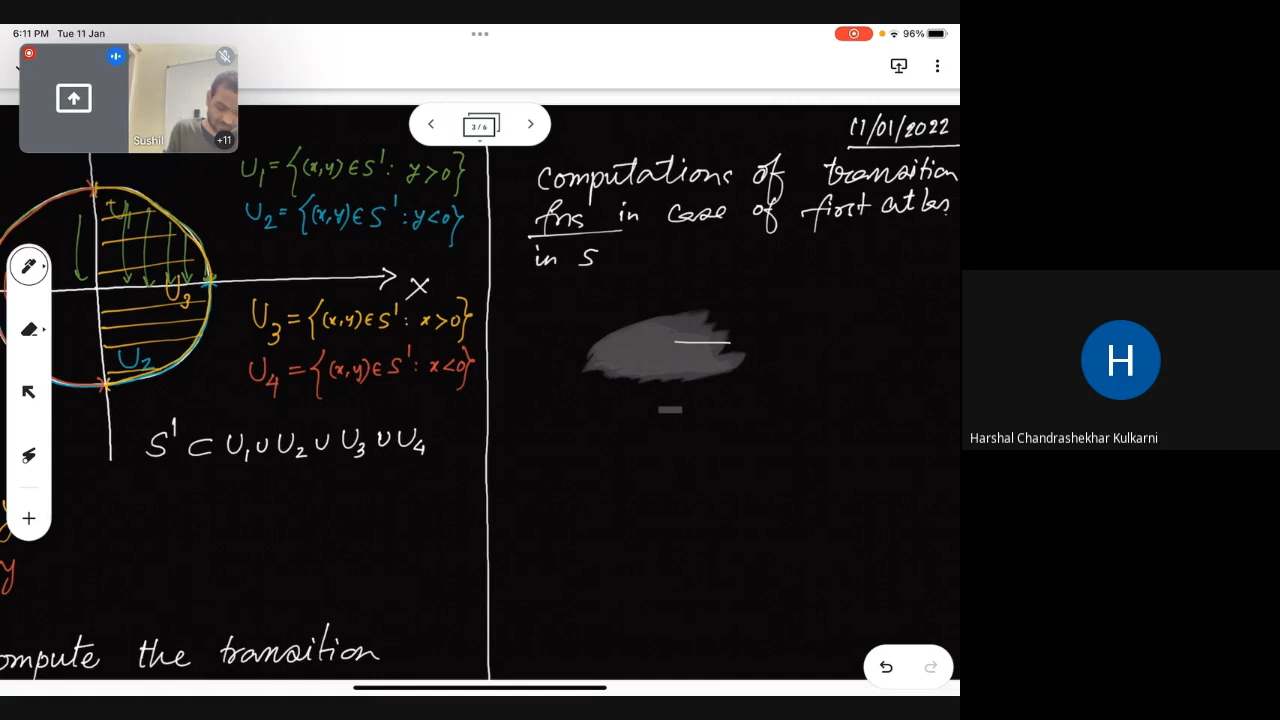 6:11 PM Tue 11 Jan
96%
Sushil
+11
3 / 6
U₁ = {(x,y) ∈ S¹ : y>0}
U₂ = {(x,y) ∈ S¹ : y<0}
U₃
X
U₃ = {(x,y) ∈ S¹ : x>0}
U₂
U₄ = {(x,y) ∈ S¹ : x<0}
S¹ ⊂ U₁ ∪ U₂ ∪ U₃ ∪ U₄
y
y
ompute the transition
11/01/2022
Computations of transition
fns in case of first atlas
in S
H
Harshal Chandrashekhar Kulkarni